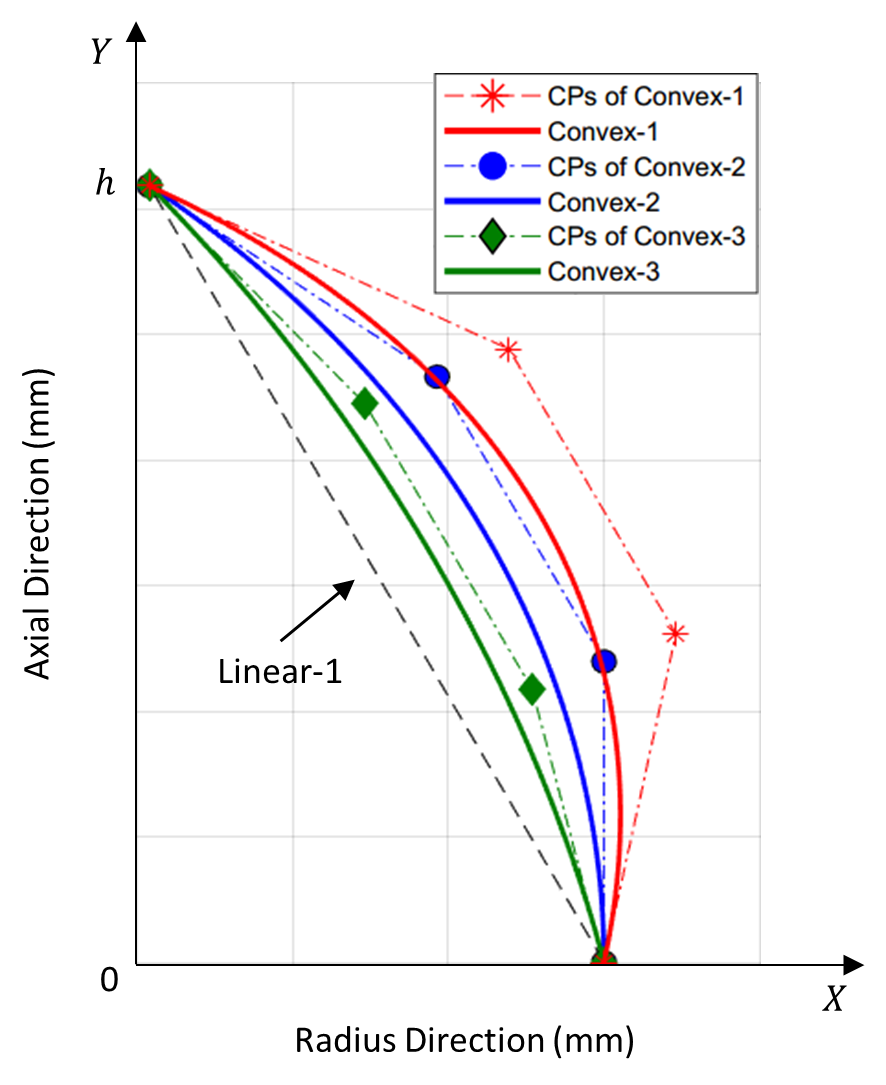 Y
CPs of Convex-1
Convex-1
CPs of Convex-2
Convex-2
CPs of Convex-3
Convex-3
h
Axial Direction (mm)
Linear-1
0
X
Radius Direction (mm)